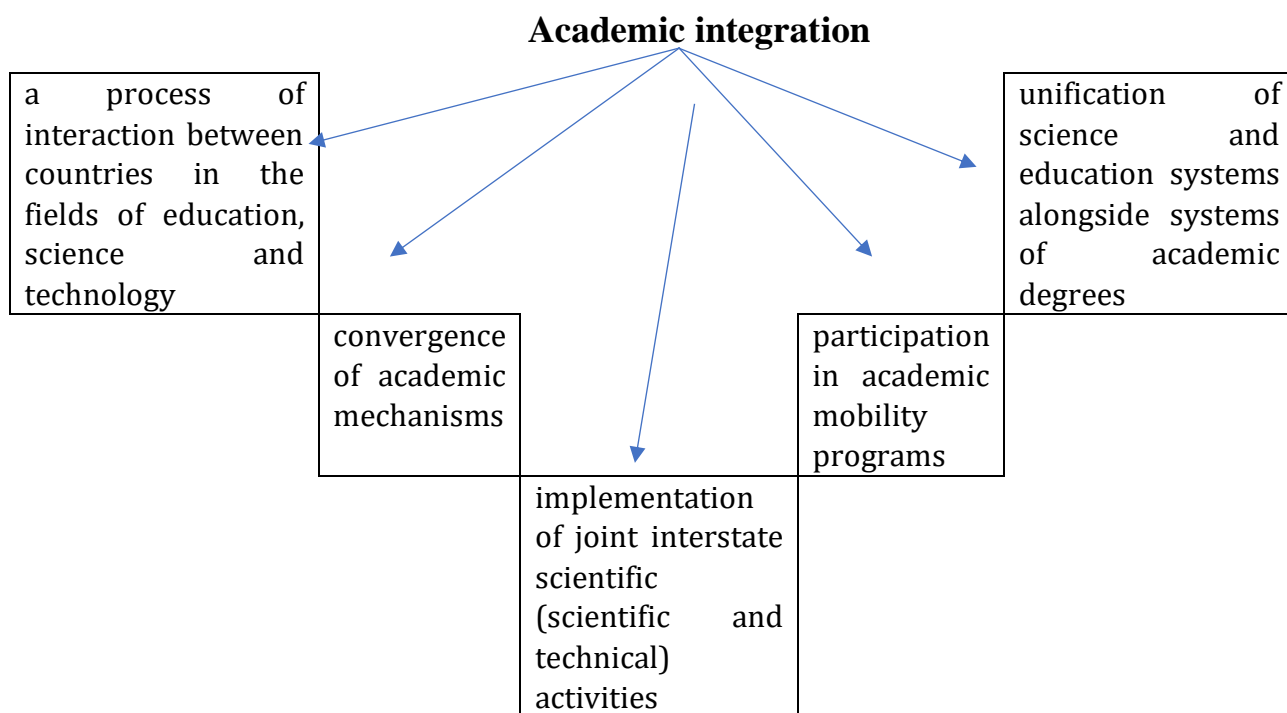 Academic integration
a process of
interaction between
countries in the
fields of education,
science and
technology
convergence
of academic
mechanisms
implementation
of joint interstate
scientific
(scientific and
technical)
activities
participation
in academic
mobility
programs
unification of
science and
education systems
alongside systems
of academic
degrees